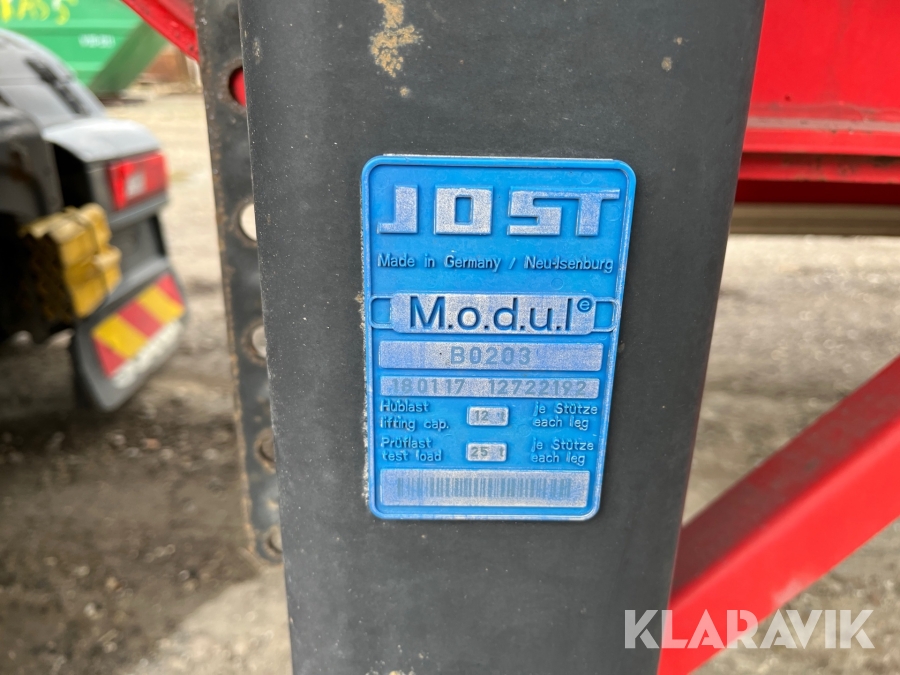 JOST
Made in Germany / Neu-Isenburg
M.o.d.u.l®
B0203
180117 12722192
Hublast 12 t je Stütze
lifting cap. each leg
Prüflast 25 t je Stütze
test load each leg
KLARAVIK